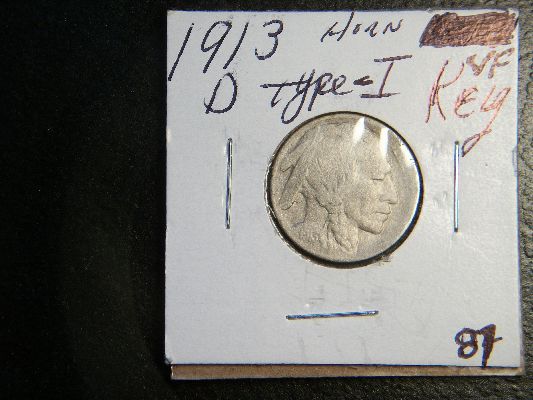 1913 HORN
D Type-I VF
Key
87